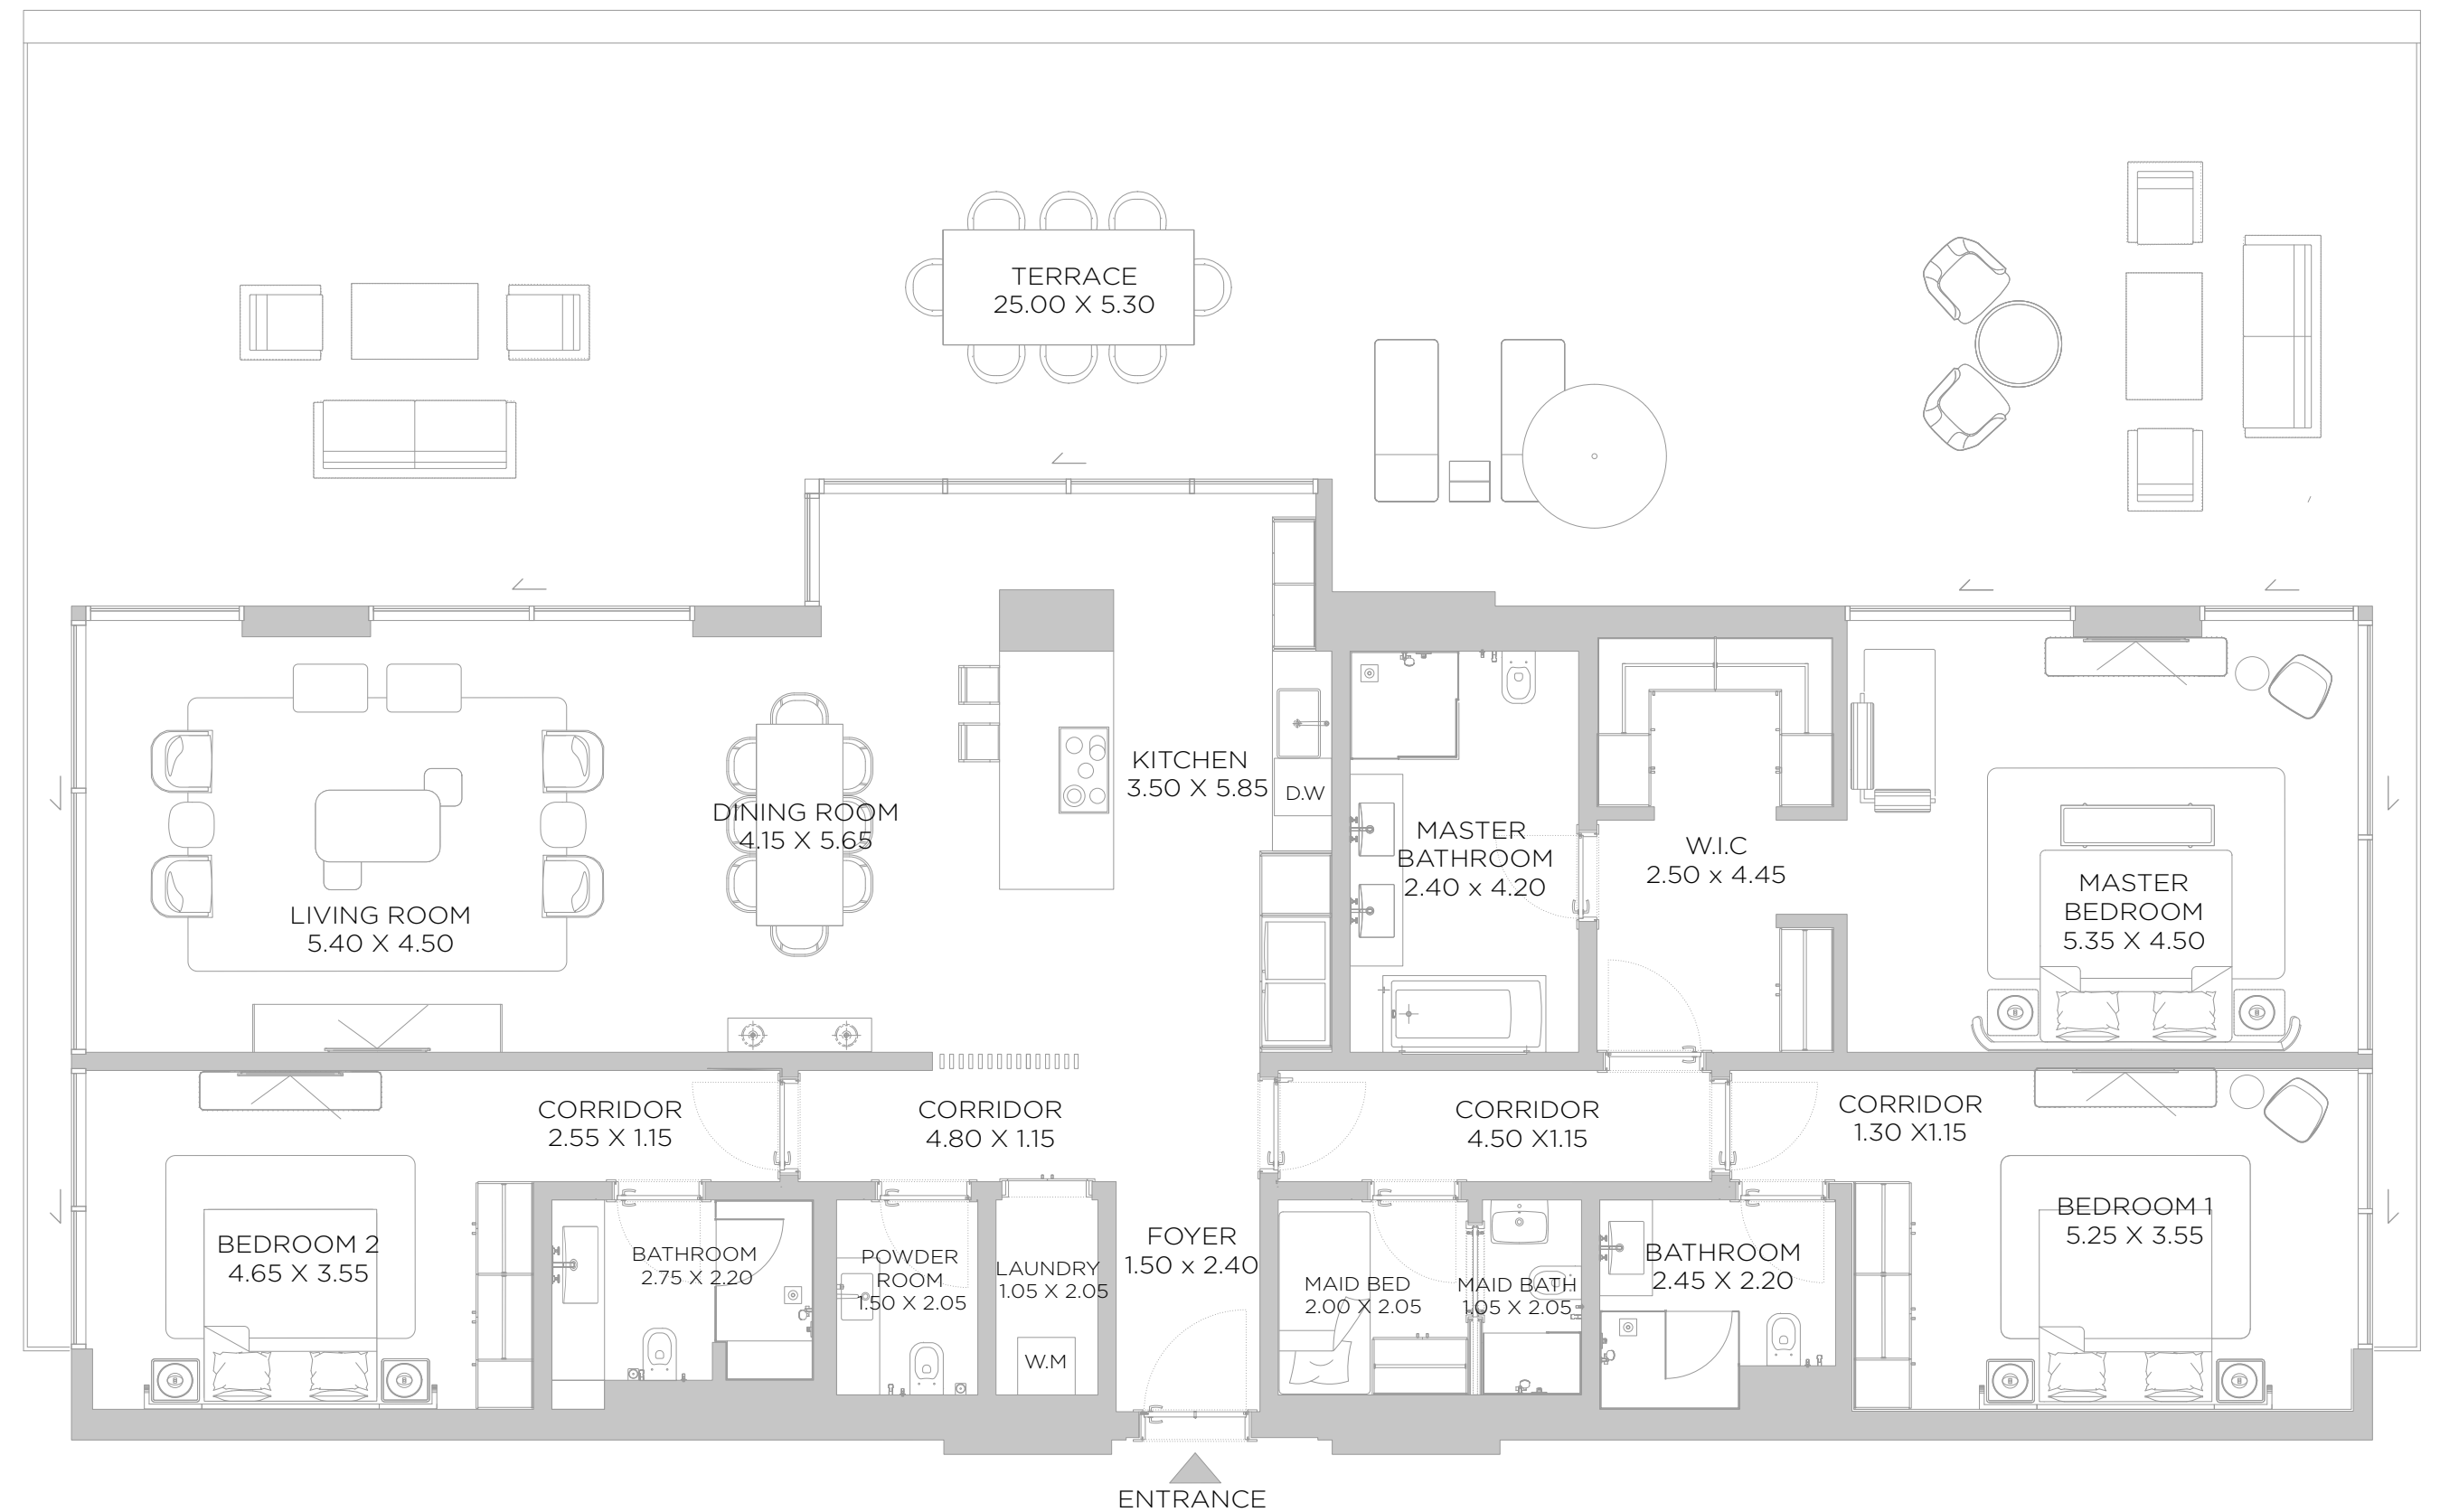 TERRACE
25.00 X 5.30
KITCHEN
3.50 X 5.85
D.W
DINING ROOM
4.15 X 5.65
LIVING ROOM
5.40 X 4.50
MASTER
BATHROOM
2.40 x 4.20
W.I.C
2.50 x 4.45
MASTER
BEDROOM
5.35 X 4.50
CORRIDOR
2.55 X 1.15
CORRIDOR
4.80 X 1.15
CORRIDOR
4.50 X1.15
CORRIDOR
1.30 X1.15
BEDROOM 2
4.65 X 3.55
BATHROOM
2.75 X 2.20
POWDER
ROOM
1.50 X 2.05
LAUNDRY
1.05 X 2.05
W.M
FOYER
1.50 x 2.40
MAID BED
2.00 X 2.05
MAID BATH
1.05 X 2.05
BATHROOM
2.45 X 2.20
BEDROOM 1
5.25 X 3.55
ENTRANCE